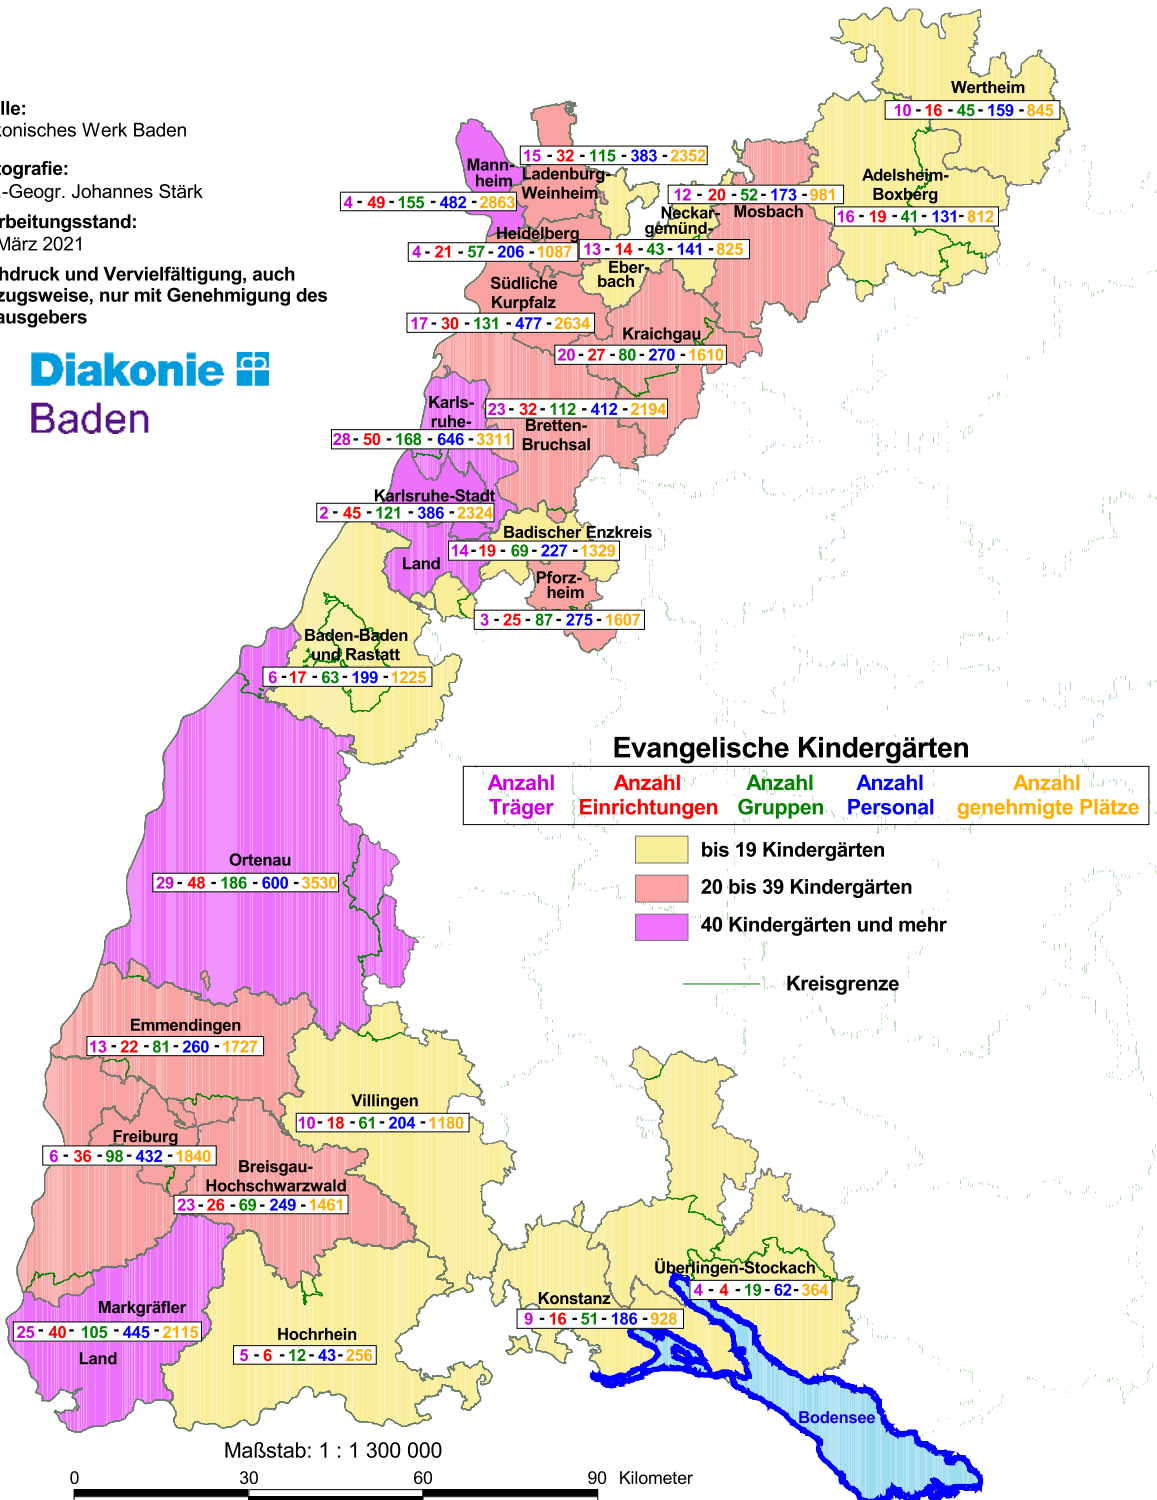 Wertheim
10 - 16 - 45 - 159 - 845
lle:
konisches Werk Baden
tografie:
.-Geogr. Johannes Stärk
arbeitungsstand:
März 2021
hdruck und Vervielfältigung, auch
zugsweise, nur mit Genehmigung des
ausgebers
Diakonie
Baden
15 - 32 - 115 - 383 - 2352
Mann-
heim
4 - 49 - 155 - 482 - 2863
Ladenburg-
Weinheim
12 - 20 - 52 - 173 - 981
Mosbach
Adelsheim-
Boxberg
16 - 19 - 41 - 131 - 812
Neckar-
gemünd-
13 - 14 - 43 - 141 - 825
Eber-
bach
Heidelberg
4 - 21 - 57 - 206 - 1087
Südliche
Kurpfalz
17 - 30 - 131 - 477 - 2634
Kraichgau
20 - 27 - 80 - 270 - 1610
23 - 32 - 112 - 412 - 2194
Bretten-
Bruchsal
Karls-
ruhe-
28 - 50 - 168 - 646 - 3311
Karlsruhe-Stadt
2 - 45 - 121 - 386 - 2324
Land
Badischer Enzkreis
14 - 19 - 69 - 227 - 1329
Pforz-
heim
3 - 25 - 87 - 275 - 1607
Baden-Baden
und Rastatt
6 - 17 - 63 - 199 - 1225
Evangelische Kindergärten
Anzahl Anzahl Anzahl Anzahl Anzahl
Träger Einrichtungen Gruppen Personal genehmigte Plätze
bis 19 Kindergärten
20 bis 39 Kindergärten
40 Kindergärten und mehr
Kreisgrenze
Ortenau
29 - 48 - 186 - 600 - 3530
Emmendingen
13 - 22 - 81 - 260 - 1727
Villingen
10 - 18 - 61 - 204 - 1180
Freiburg
6 - 36 - 98 - 432 - 1840
Breisgau-
Hochschwarzwald
23 - 26 - 69 - 249 - 1461
Überlingen-Stockach
4 - 4 - 19 - 62 - 364
Konstanz
9 - 16 - 51 - 186 - 928
Markgräfler
25 - 40 - 105 - 445 - 2115
Land
Hochrhein
5 - 6 - 12 - 43 - 256
Bodensee
Maßstab: 1 : 1 300 000
0 30 60 90 Kilometer